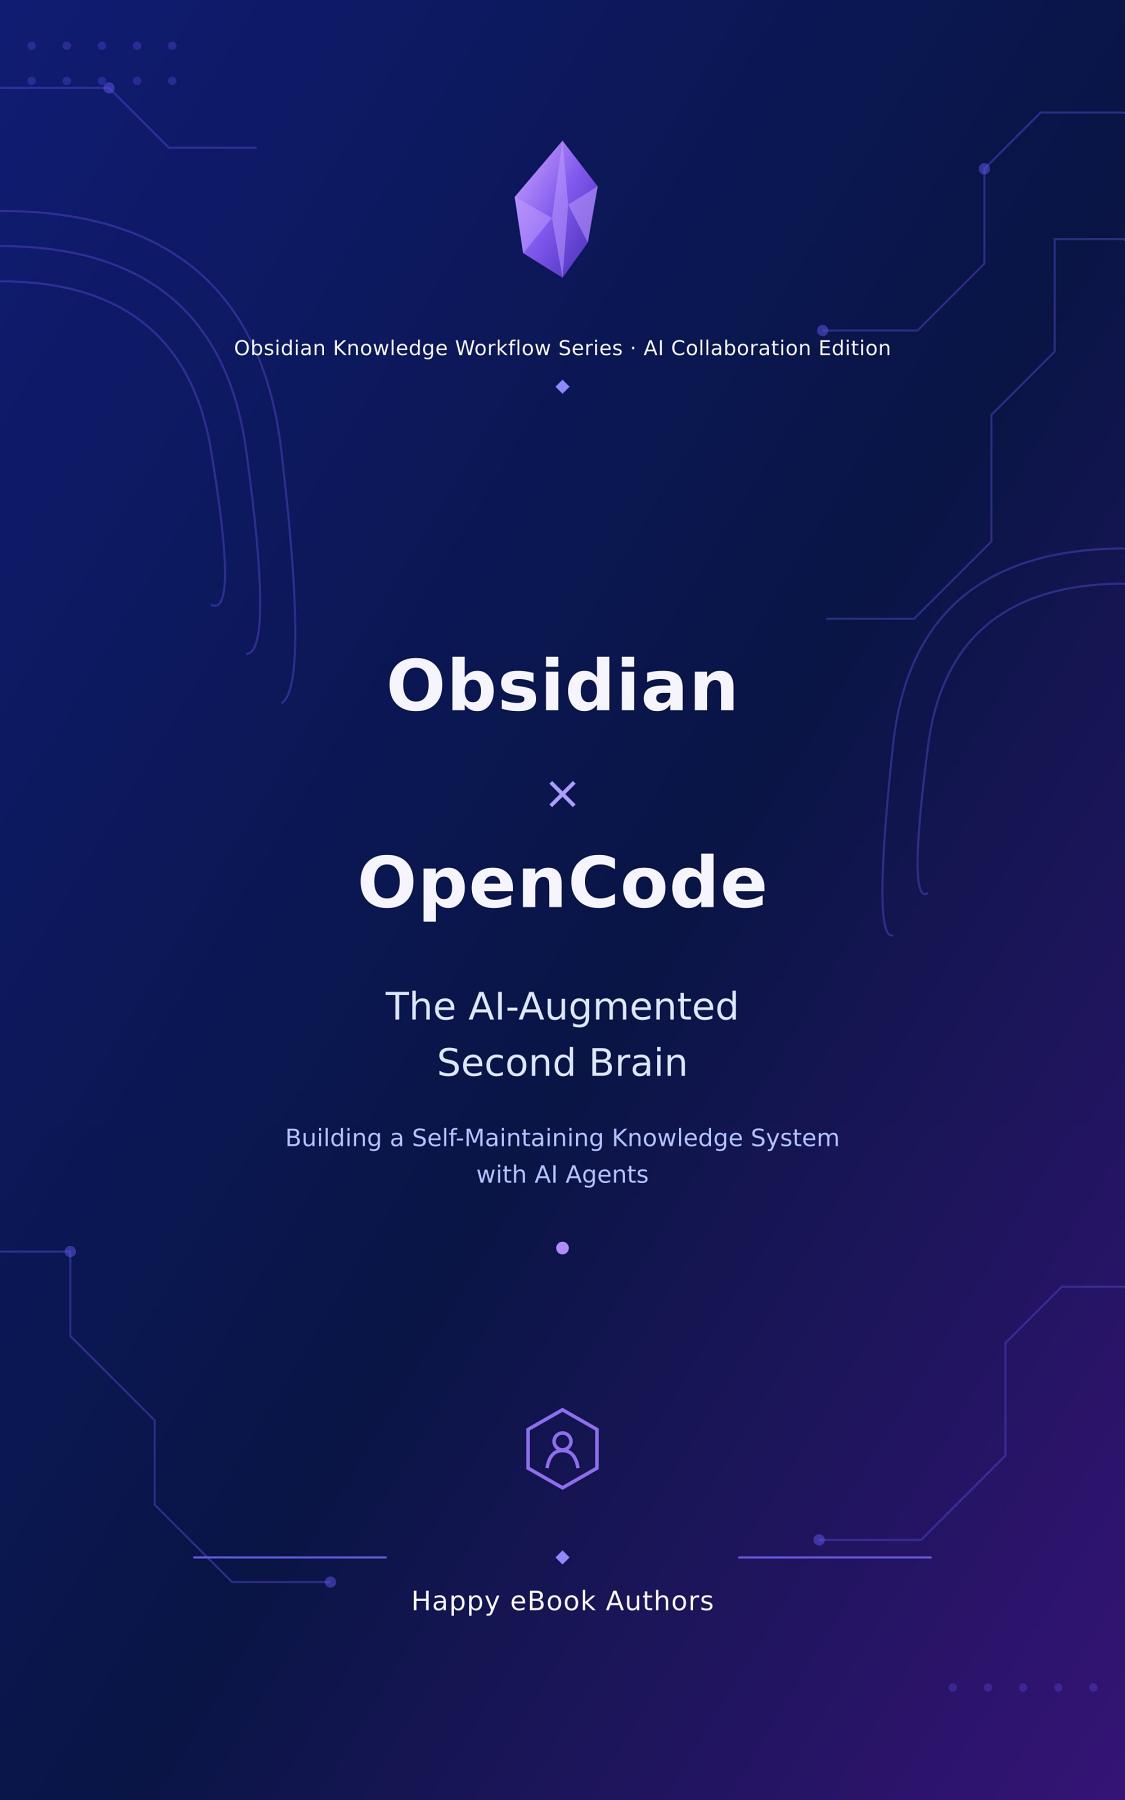 Obsidian Knowledge Workflow Series · AI Collaboration Edition
Obsidian
×
OpenCode
The AI-Augmented
Second Brain
Building a Self-Maintaining Knowledge System
with AI Agents
Happy eBook Authors